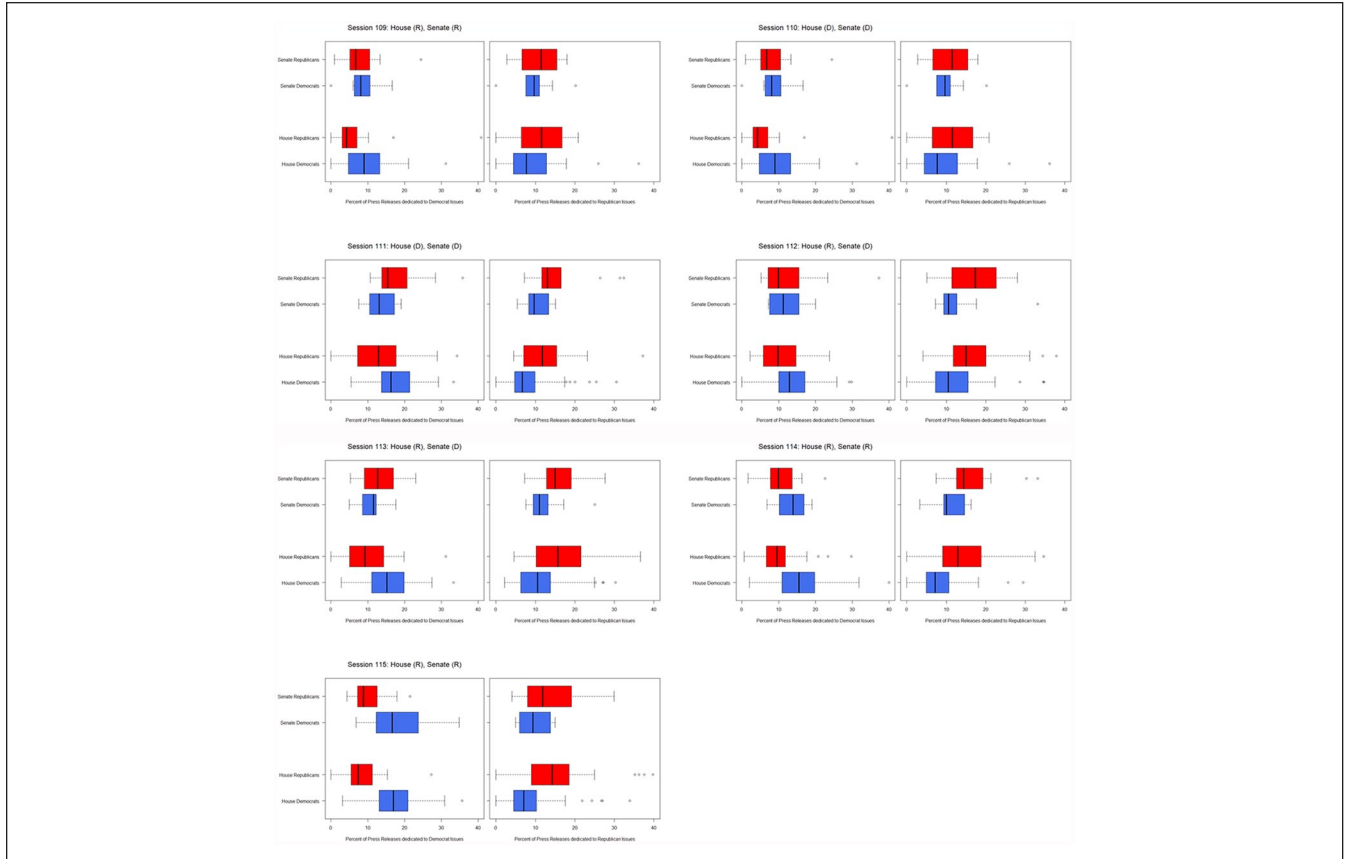 Session 109: House (R), Senate (R)
Senate Republicans
Senate Democrats
House Republicans
House Democrats
0 10 20 30 40 0 10 20 30 40
Percent of Press Releases dedicated to Democrat Issues Percent of Press Releases dedicated to Republican Issues
Session 110: House (D), Senate (D)
Senate Republicans
Senate Democrats
House Republicans
House Democrats
0 10 20 30 40 0 10 20 30 40
Percent of Press Releases dedicated to Democrat Issues Percent of Press Releases dedicated to Republican Issues
Session 111: House (D), Senate (D)
Senate Republicans
Senate Democrats
House Republicans
House Democrats
0 10 20 30 40 0 10 20 30 40
Percent of Press Releases dedicated to Democrat Issues Percent of Press Releases dedicated to Republican Issues
Session 112: House (R), Senate (D)
Senate Republicans
Senate Democrats
House Republicans
House Democrats
0 10 20 30 40 0 10 20 30 40
Percent of Press Releases dedicated to Democrat Issues Percent of Press Releases dedicated to Republican Issues
Session 113: House (R), Senate (D)
Senate Republicans
Senate Democrats
House Republicans
House Democrats
0 10 20 30 40 0 10 20 30 40
Percent of Press Releases dedicated to Democrat Issues Percent of Press Releases dedicated to Republican Issues
Session 114: House (R), Senate (R)
Senate Republicans
Senate Democrats
House Republicans
House Democrats
0 10 20 30 40 0 10 20 30 40
Percent of Press Releases dedicated to Democrat Issues Percent of Press Releases dedicated to Republican Issues
Session 115: House (R), Senate (R)
Senate Republicans
Senate Democrats
House Republicans
House Democrats
0 10 20 30 40 0 10 20 30 40
Percent of Press Releases dedicated to Democrat Issues Percent of Press Releases dedicated to Republican Issues